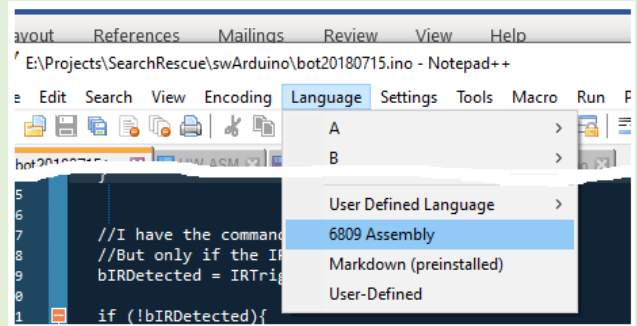 ayout References Mailings Review View Help
E:\Projects\SearchRescue\swArduino\bot20180715.ino - Notepad++
e Edit Search View Encoding Language Settings Tools Macro Run P
A >
B >
}
5
6
User Defined Language >
7 //I have the command 6809 Assembly
8 //But only if the IR Markdown (preinstalled)
9 bIRDetected = IRTrig User-Defined
0
1 if (!bIRDetected){